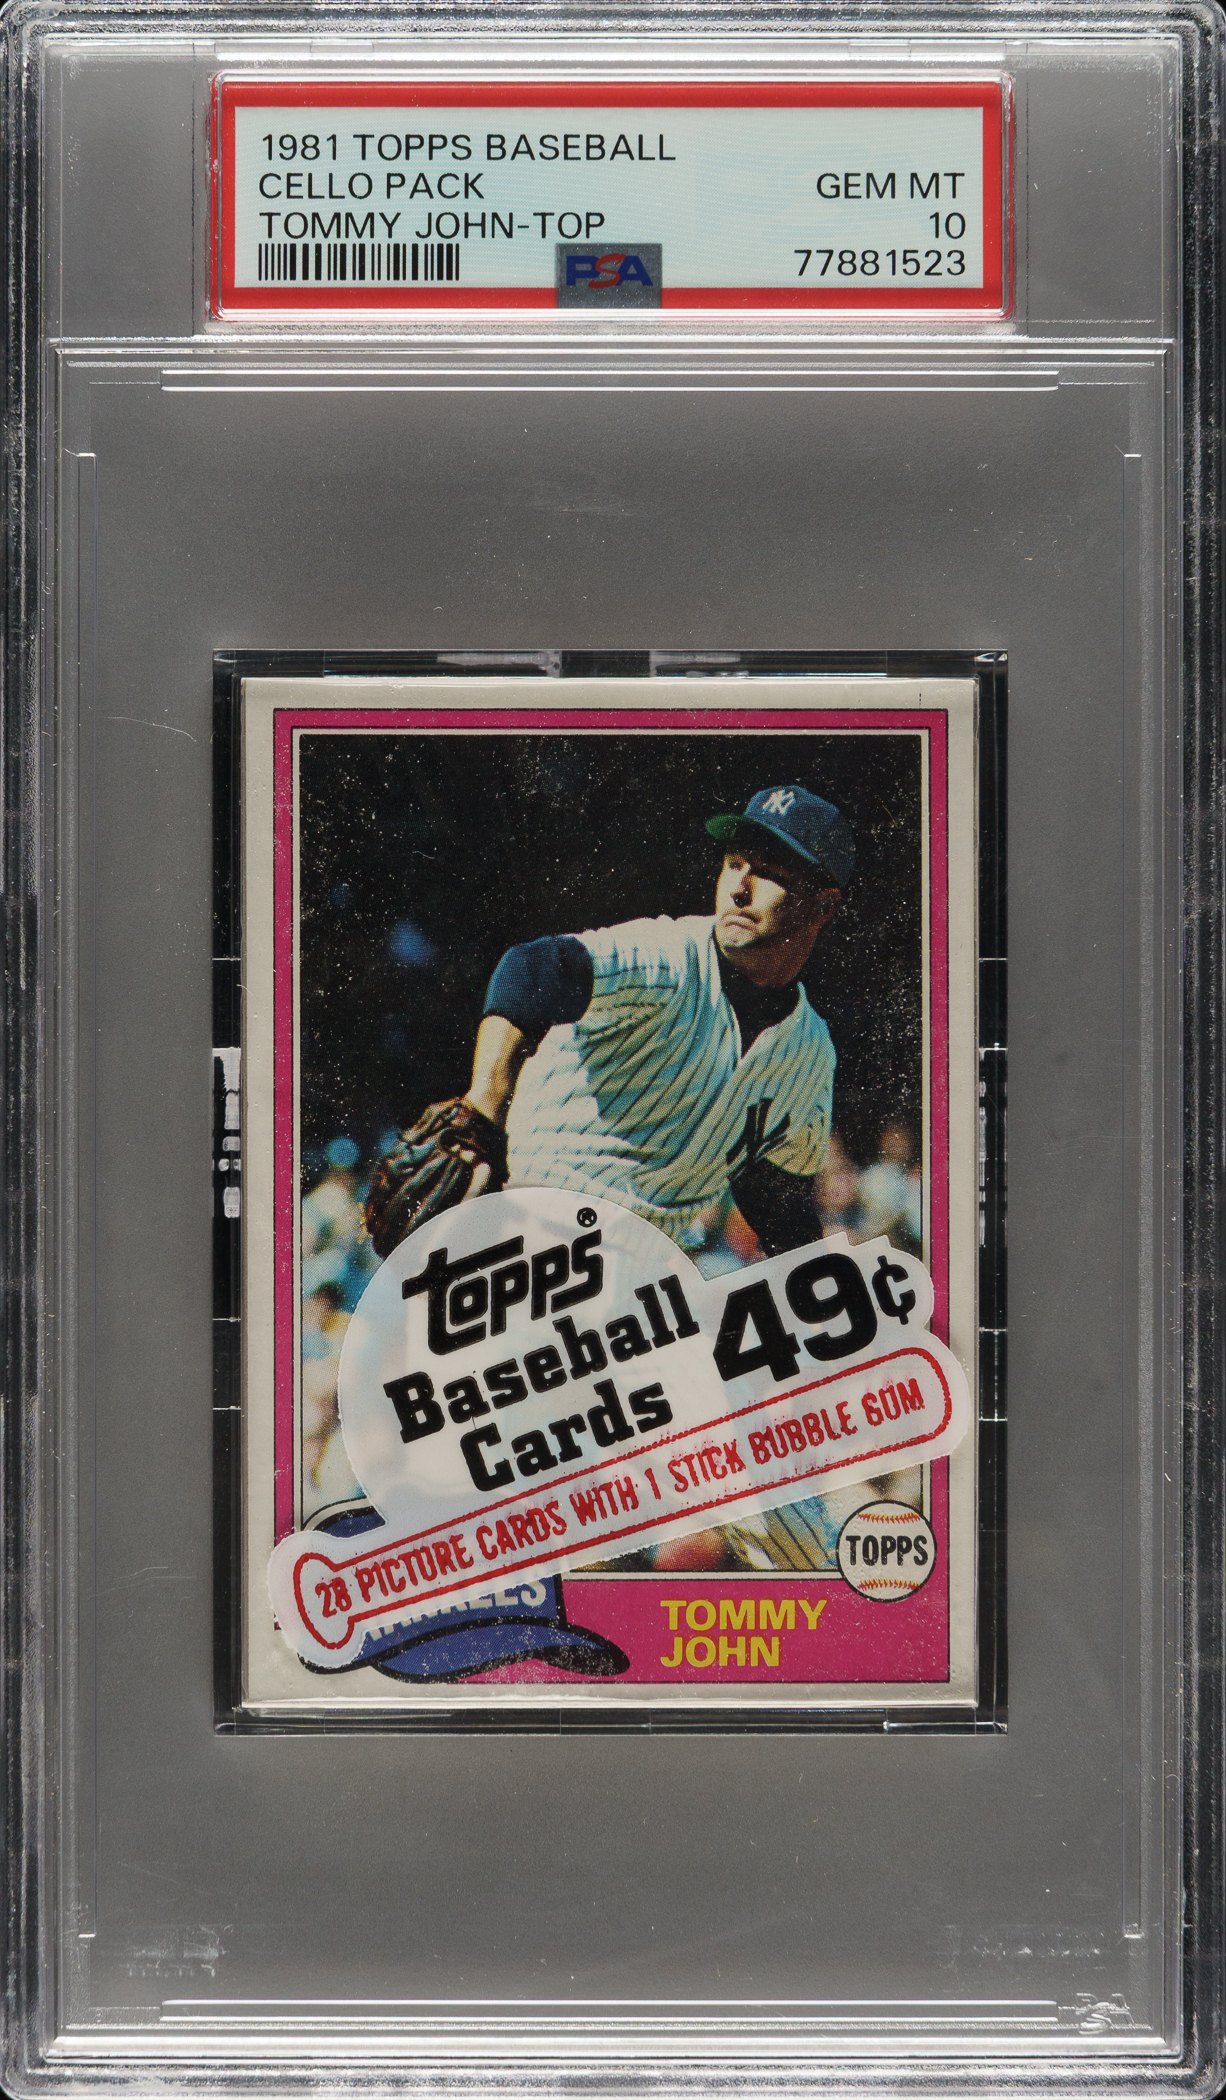 1981 TOPPS BASEBALL
CELLO PACK GEM MT
TOMMY JOHN-TOP 10
PSA 77881523
NY
TOPPS®
Baseball 49¢
Cards
28 PICTURE CARDS WITH 1 STICK BUBBLE GUM
TOPPS
TOMMY
JOHN